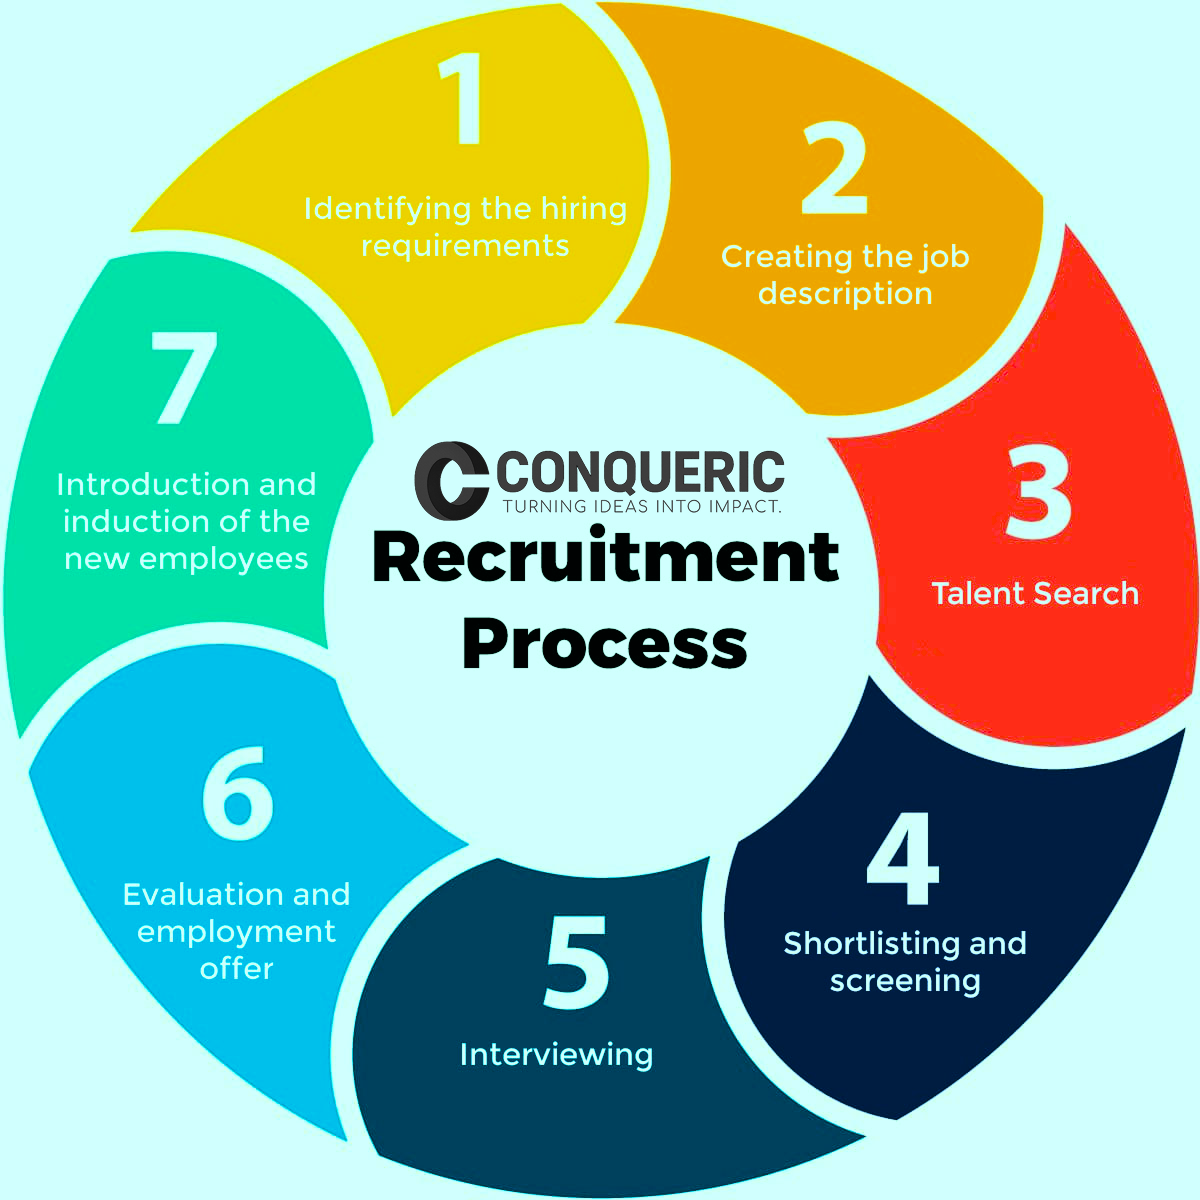 1
Identifying the hiring
requirements
2
Creating the job
description
3
Talent Search
4
Shortlisting and
screening
5
Interviewing
6
Evaluation and
employment
offer
7
Introduction and
induction of the
new employees
CONQUERIC
TURNING IDEAS INTO IMPACT.
Recruitment
Process